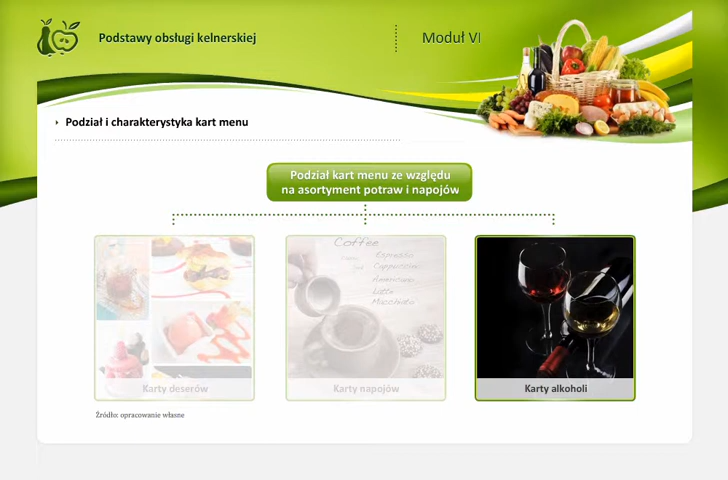 Podstawy obsługi kelnerskiej
Moduł VI
Podział i charakterystyka kart menu
Podział kart menu ze względu
na asortyment potraw i napojów
Coffee
Espresso
Cappuccino
Americano
Latte
Macchiato
Karty deserów
Karty napojów
Karty alkoholi
Źródło: opracowanie własne